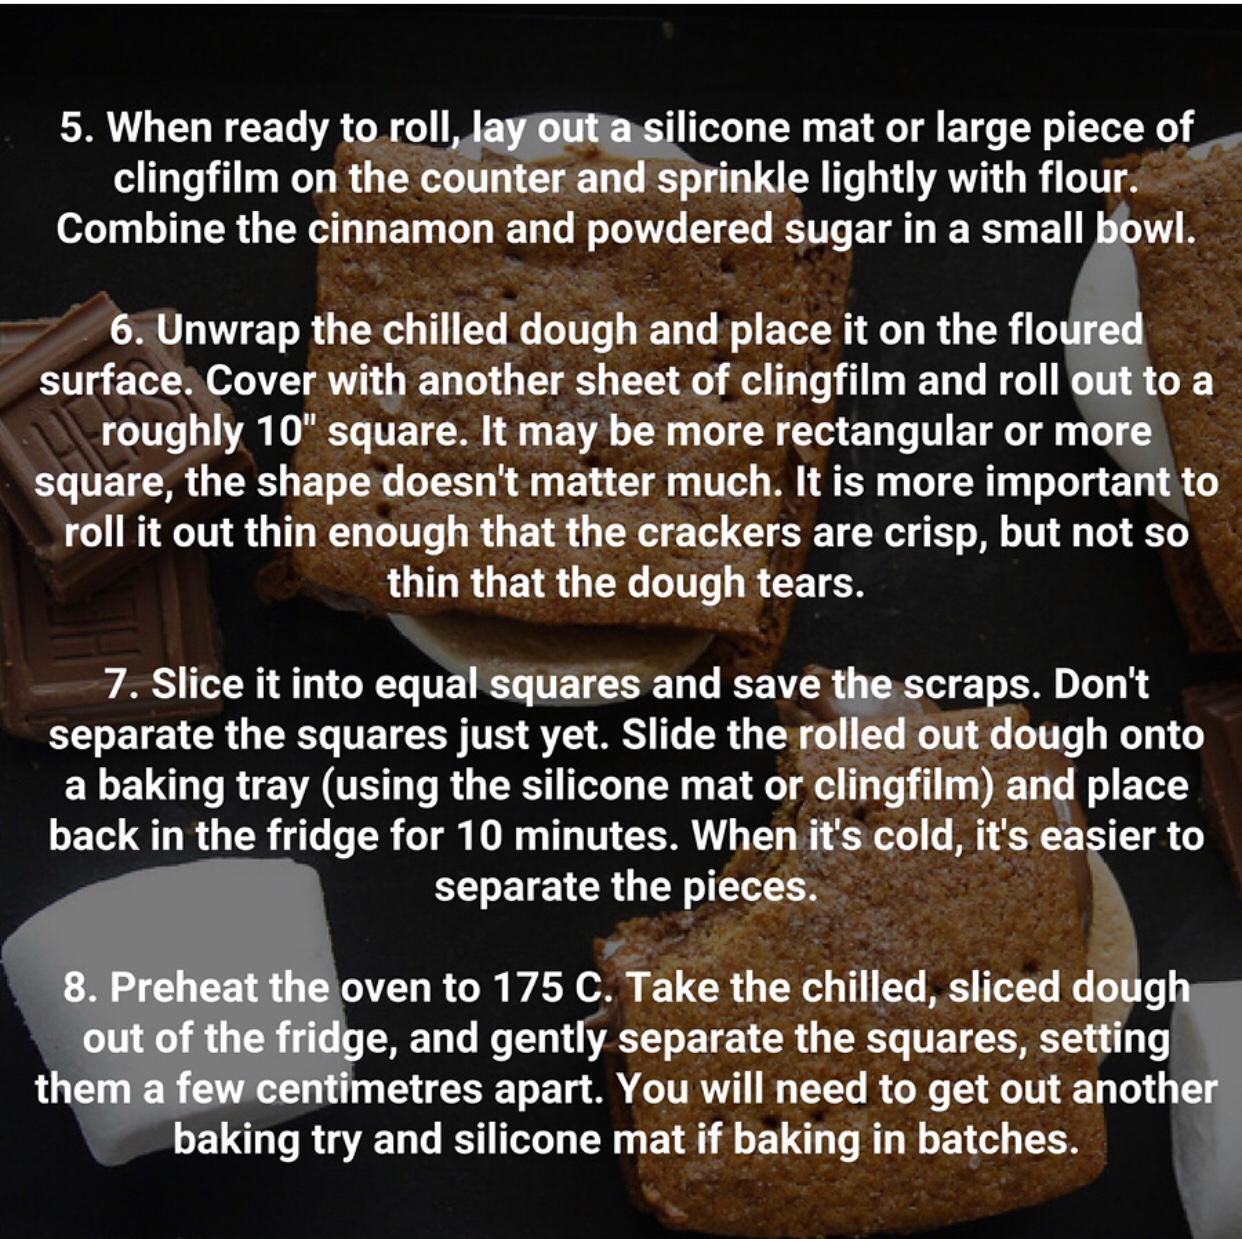 5. When ready to roll, lay out a silicone mat or large piece of
clingfilm on the counter and sprinkle lightly with flour.
Combine the cinnamon and powdered sugar in a small bowl.
6. Unwrap the chilled dough and place it on the floured
surface. Cover with another sheet of clingfilm and roll out to a
roughly 10" square. It may be more rectangular or more
square, the shape doesn't matter much. It is more important to
roll it out thin enough that the crackers are crisp, but not so
thin that the dough tears.
7. Slice it into equal squares and save the scraps. Don't
separate the squares just yet. Slide the rolled out dough onto
a baking tray (using the silicone mat or clingfilm) and place
back in the fridge for 10 minutes. When it's cold, it's easier to
separate the pieces.
8. Preheat the oven to 175 C. Take the chilled, sliced dough
out of the fridge, and gently separate the squares, setting
them a few centimetres apart. You will need to get out another
baking try and silicone mat if baking in batches.